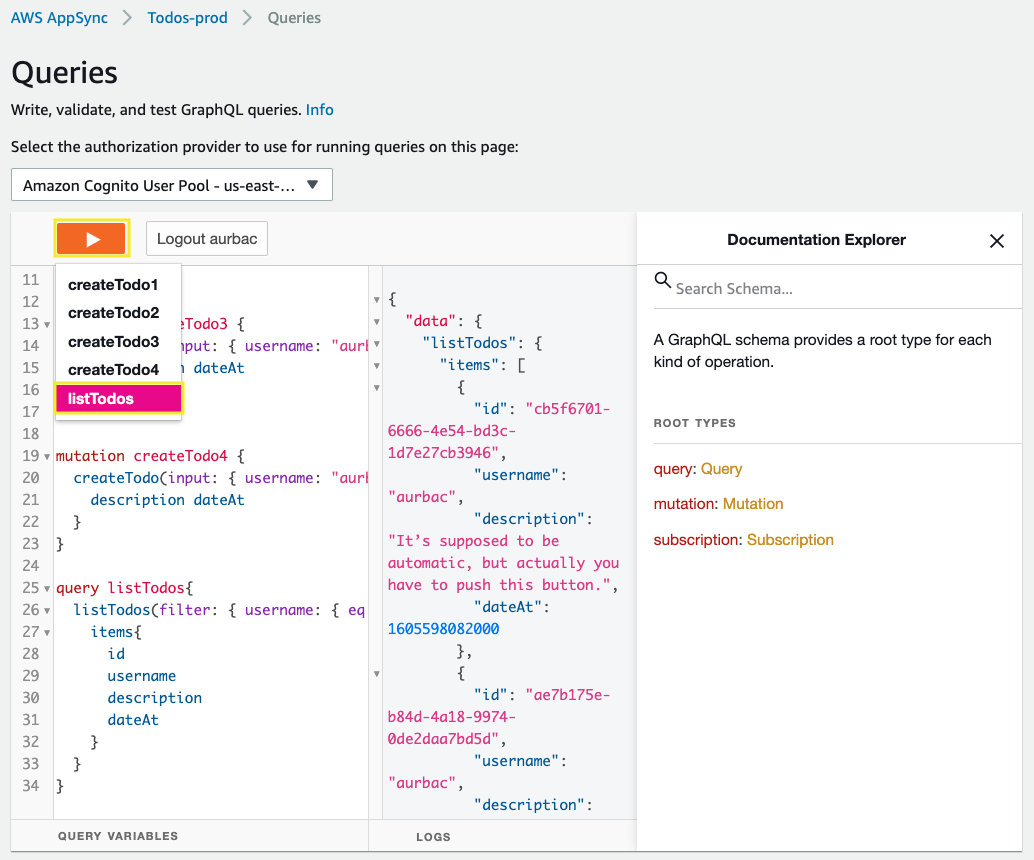 AWS AppSync > Todos-prod > Queries
Queries
Write, validate, and test GraphQL queries. Info
Select the authorization provider to use for running queries on this page:
Amazon Cognito User Pool - us-east-...
Logout aurbac
createTodo1
createTodo2
createTodo3
createTodo4
listTodos
11
12
13 eTodo3 {
14 nput: { username: "aurb
15 dateAt
16
17
18
19 mutation createTodo4 {
20 createTodo(input: { username: "aurb
21 description dateAt
22 }
23 }
24
25 query listTodos{
26 listTodos(filter: { username: { eq
27 items{
28 id
29 username
30 description
31 dateAt
32 }
33 }
34 }
QUERY VARIABLES
{
"data": {
"listTodos": {
"items": [
{
"id": "cb5f6701-
6666-4e54-bd3c-
1d7e27cb3946",
"username":
"aurbac",
"description":
"It’s supposed to be
automatic, but actually you
have to push this button.",
"dateAt":
1605598082000
},
{
"id": "ae7b175e-
b84d-4a18-9974-
0de2daa7bd5d",
"username":
"aurbac",
"description":
LOGS
Documentation Explorer
Search Schema...
A GraphQL schema provides a root type for each
kind of operation.
ROOT TYPES
query: Query
mutation: Mutation
subscription: Subscription